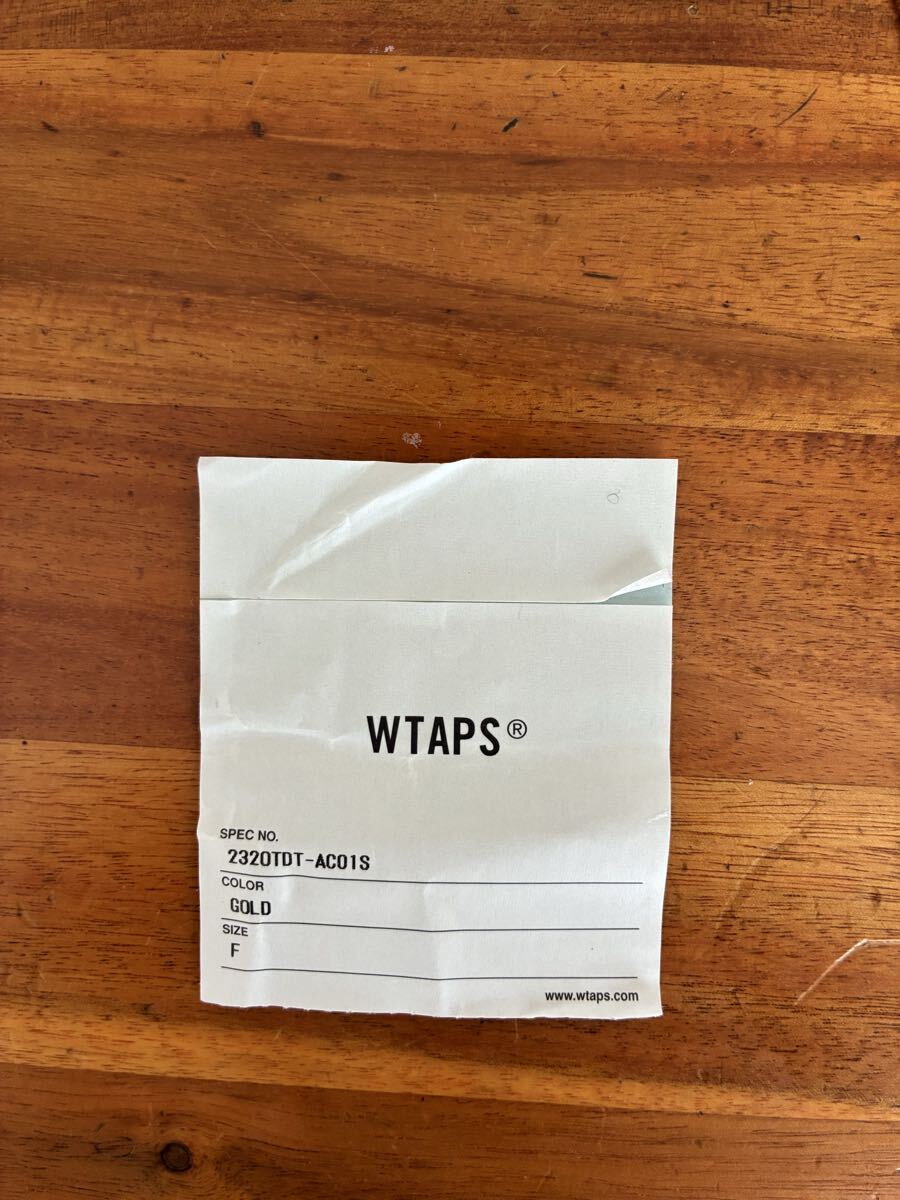 WTAPS®
SPEC NO.
232OTDT-AC01S
COLOR
GOLD
SIZE
F
www.wtaps.com